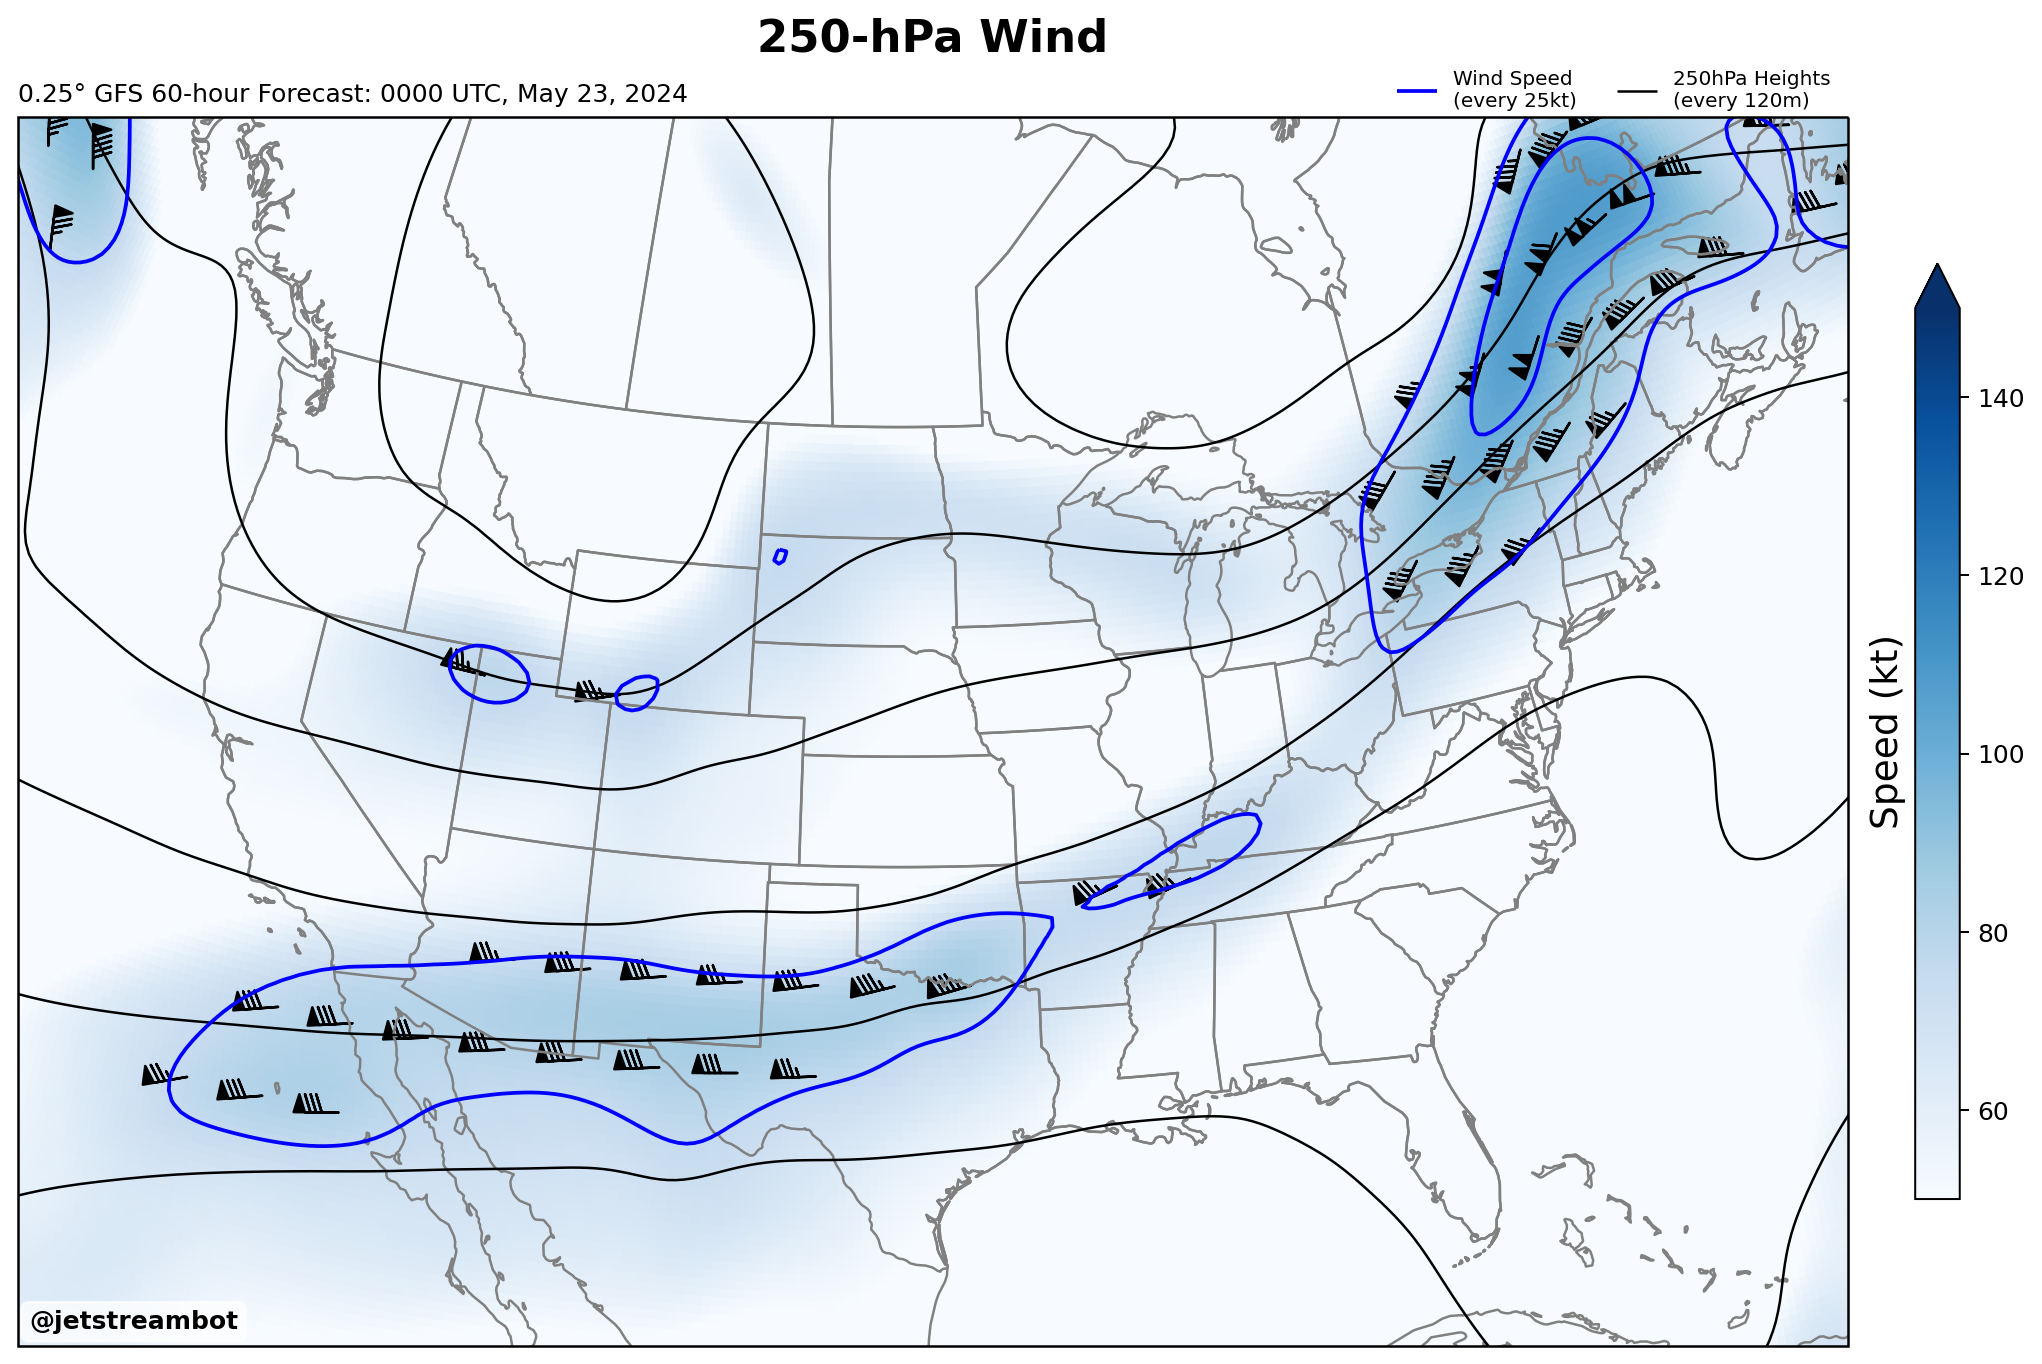 250-hPa Wind
0.25° GFS 60-hour Forecast: 0000 UTC, May 23, 2024
Wind Speed
(every 25kt)
250hPa Heights
(every 120m)
140
120
100
80
60
Speed (kt)
@jetstreambot